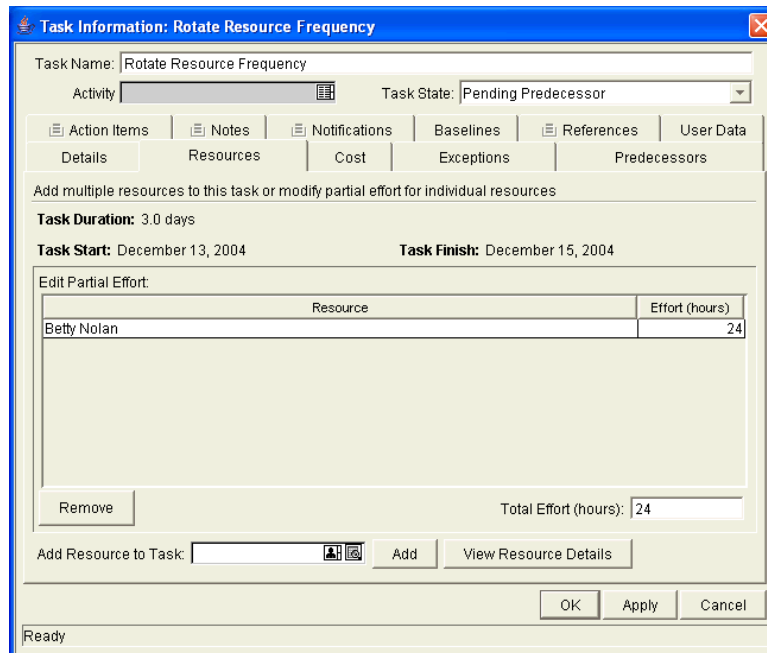 Task Information: Rotate Resource Frequency
Task Name: Rotate Resource Frequency
Activity Task State: Pending Predecessor
Action Items Notes Notifications Baselines References User Data
Details Resources Cost Exceptions Predecessors
Add multiple resources to this task or modify partial effort for individual resources
Task Duration: 3.0 days
Task Start: December 13, 2004 Task Finish: December 15, 2004
Edit Partial Effort:
Resource Effort (hours)
Betty Nolan 24
Remove Total Effort (hours): 24
Add Resource to Task: Add View Resource Details
OK Apply Cancel
Ready